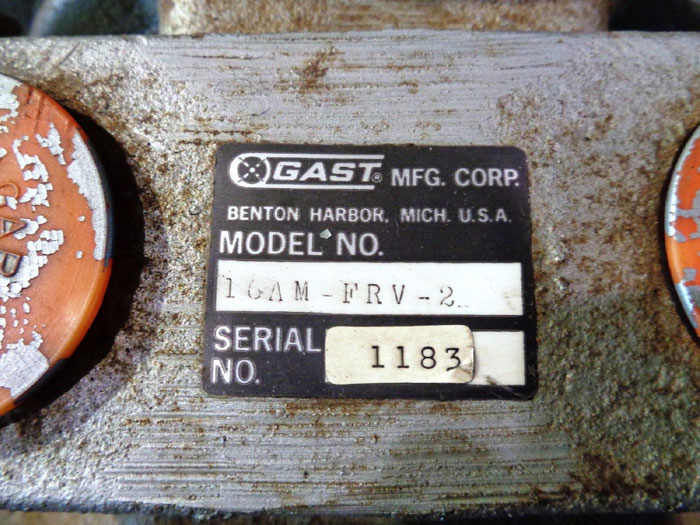 GAST® MFG. CORP.
BENTON HARBOR, MICH. U.S.A.
MODEL NO.
16AM-FRV-2
SERIAL NO.
1183